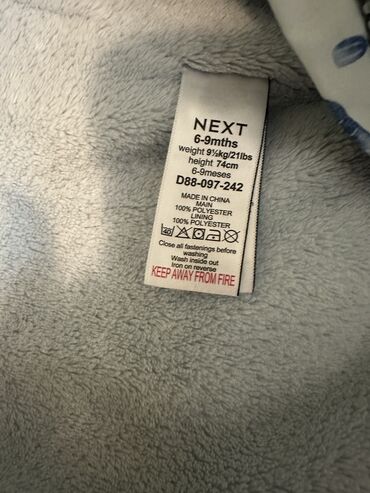 NEXT
6-9mths
weight 9½kg/21lbs
height 74cm
6-9meses
D88-097-242
MADE IN CHINA
MAIN
100% POLYESTER
LINING
100% POLYESTER
40
Close all fastenings before
washing
Wash inside out
Iron on reverse
KEEP AWAY FROM FIRE